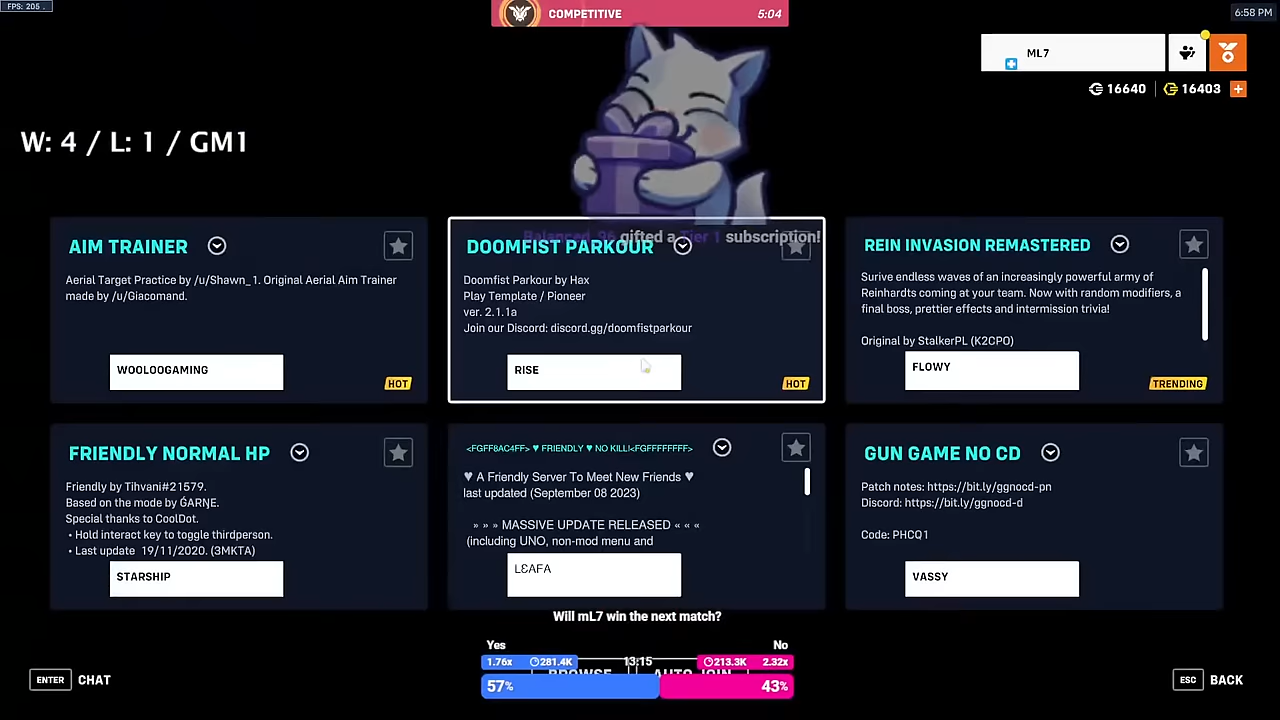 FPS: 205 .
COMPETITIVE
5:04
6:58 PM
ML7
16640
16403
W: 4 / L: 1 / GM1
Balanced_96 gifted a Tier 1 subscription!
AIM TRAINER
Aerial Target Practice by /u/Shawn_1. Original Aerial Aim Trainer
made by /u/Giacomand.
WOOLOOGAMING
HOT
DOOMFIST PARKOUR
Doomfist Parkour by Hax
Play Template / Pioneer
ver. 2.1.1a
Join our Discord: discord.gg/doomfistparkour
RISE
HOT
REIN INVASION REMASTERED
Surive endless waves of an increasingly powerful army of
Reinhardts coming at your team. Now with random modifiers, a
final boss, prettier effects and intermission trivia!
Original by StalkerPL (K2CPO)
FLOWY
TRENDING
FRIENDLY NORMAL HP
Friendly by Tihvani#21579.
Based on the mode by ǴARŅE.
Special thanks to CoolDot.
• Hold interact key to toggle thirdperson.
• Last update 19/11/2020. (3MKTA)
STARSHIP
<FGFF8AC4FF> ♥ FRIENDLY ♥ NO KILL!<FGFFFFFFFF>
♥ A Friendly Server To Meet New Friends ♥
last updated (September 08 2023)
» » » MASSIVE UPDATE RELEASED « « «
(including UNO, non-mod menu and
LƐAFA
GUN GAME NO CD
Patch notes: https://bit.ly/ggnocd-pn
Discord: https://bit.ly/ggnocd-d
Code: PHCQ1
VASSY
Will mL7 win the next match?
Yes
No
1.76x 281.4K
13:15
213.3K 2.32x
BROWSE
AUTO JOIN
57%
43%
ENTER CHAT
ESC BACK